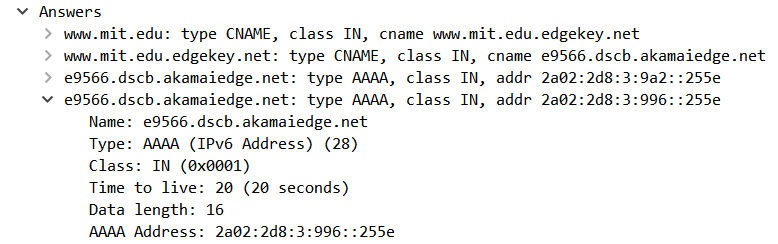 Answers
www.mit.edu: type CNAME, class IN, cname www.mit.edu.edgekey.net
www.mit.edu.edgekey.net: type CNAME, class IN, cname e9566.dscb.akamaiedge.net
e9566.dscb.akamaiedge.net: type AAAA, class IN, addr 2a02:2d8:3:9a2::255e
e9566.dscb.akamaiedge.net: type AAAA, class IN, addr 2a02:2d8:3:996::255e
Name: e9566.dscb.akamaiedge.net
Type: AAAA (IPv6 Address) (28)
Class: IN (0x0001)
Time to live: 20 (20 seconds)
Data length: 16
AAAA Address: 2a02:2d8:3:996::255e